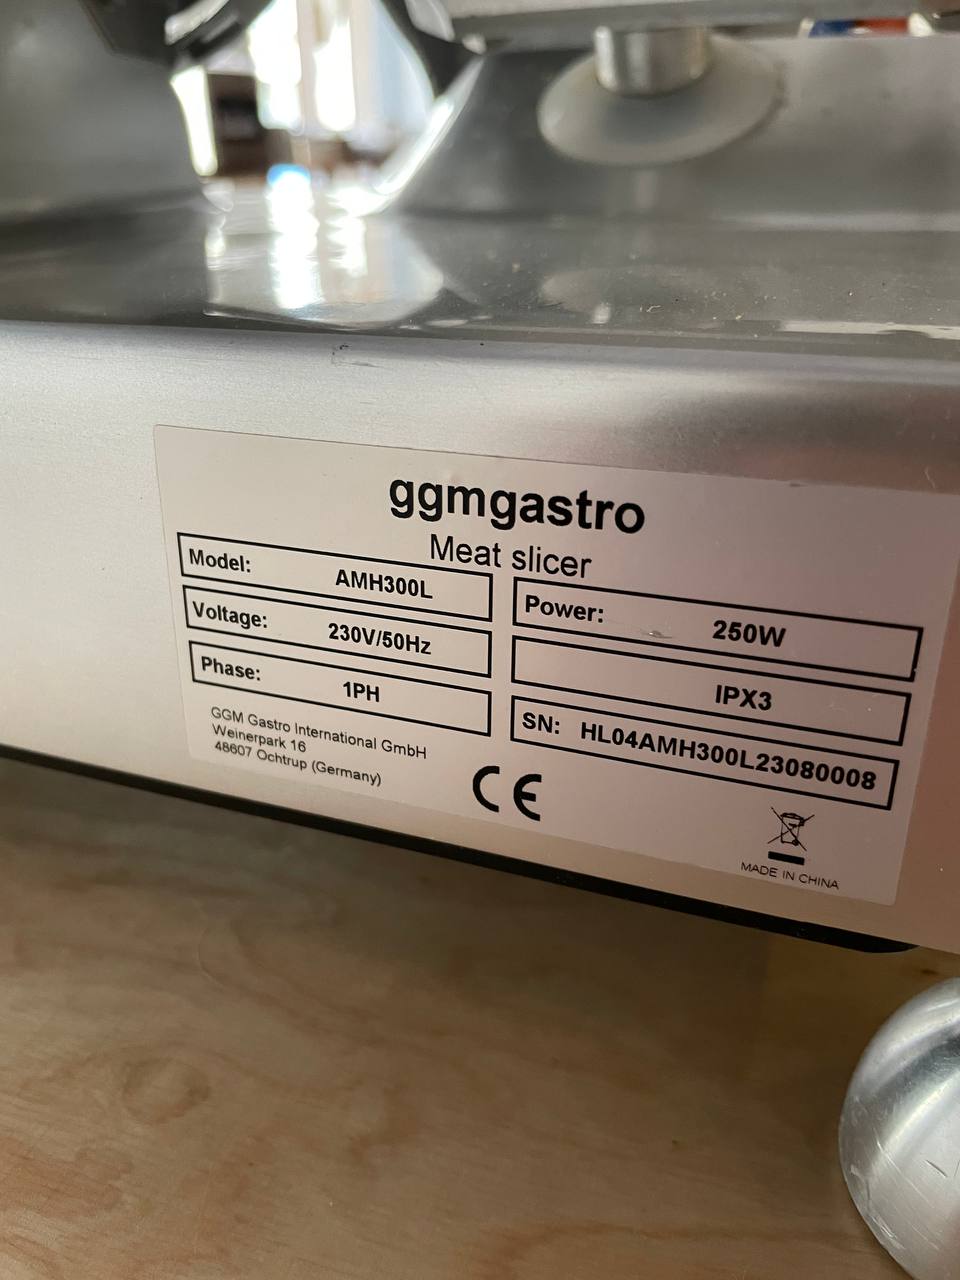 ggmgastro
Meat slicer
Model: AMH300L
Power: 250W
Voltage: 230V/50Hz
IPX3
Phase: 1PH
SN: HL04AMH300L23080008
GGM Gastro International GmbH
Weinerpark 16
48607 Ochtrup (Germany)
CE
MADE IN CHINA